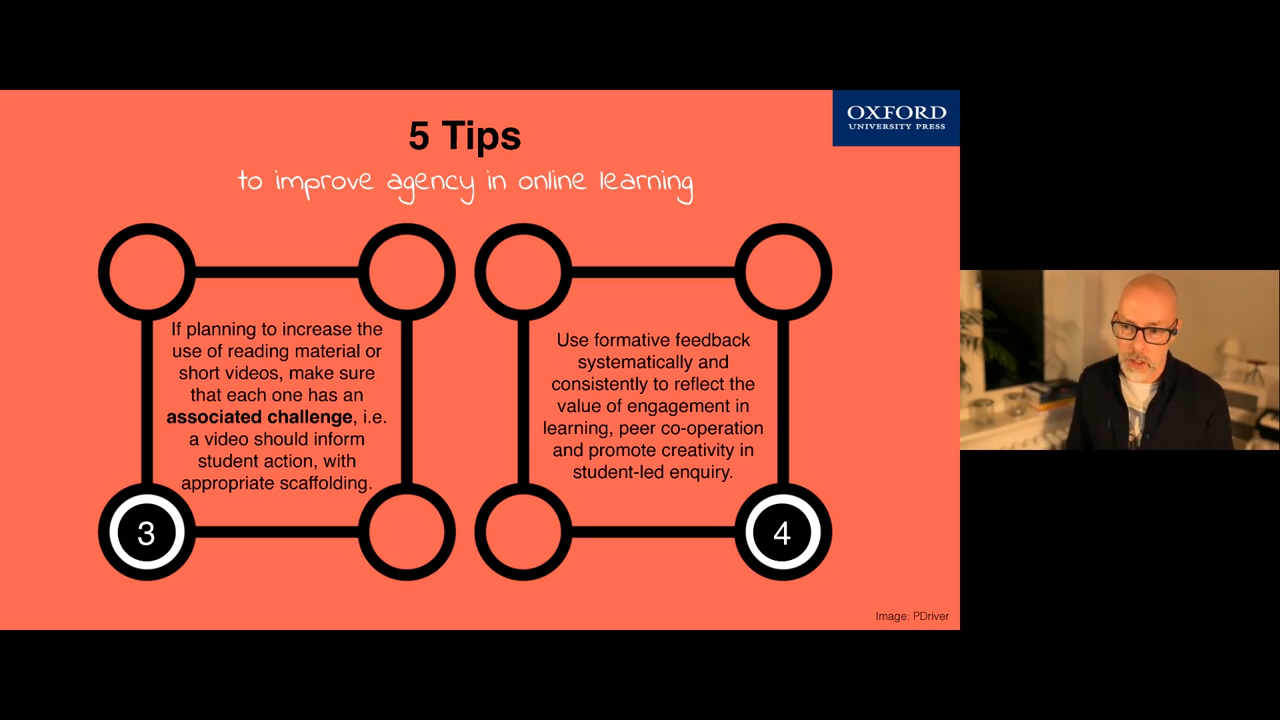 OXFORD
UNIVERSITY PRESS
5 Tips
to improve agency in online learning
If planning to increase the
use of reading material or
short videos, make sure
that each one has an
associated challenge, i.e.
a video should inform
student action, with
appropriate scaffolding.
3
Use formative feedback
systematically and
consistently to reflect the
value of engagement in
learning, peer co-operation
and promote creativity in
student-led enquiry.
4
Image: PDriver